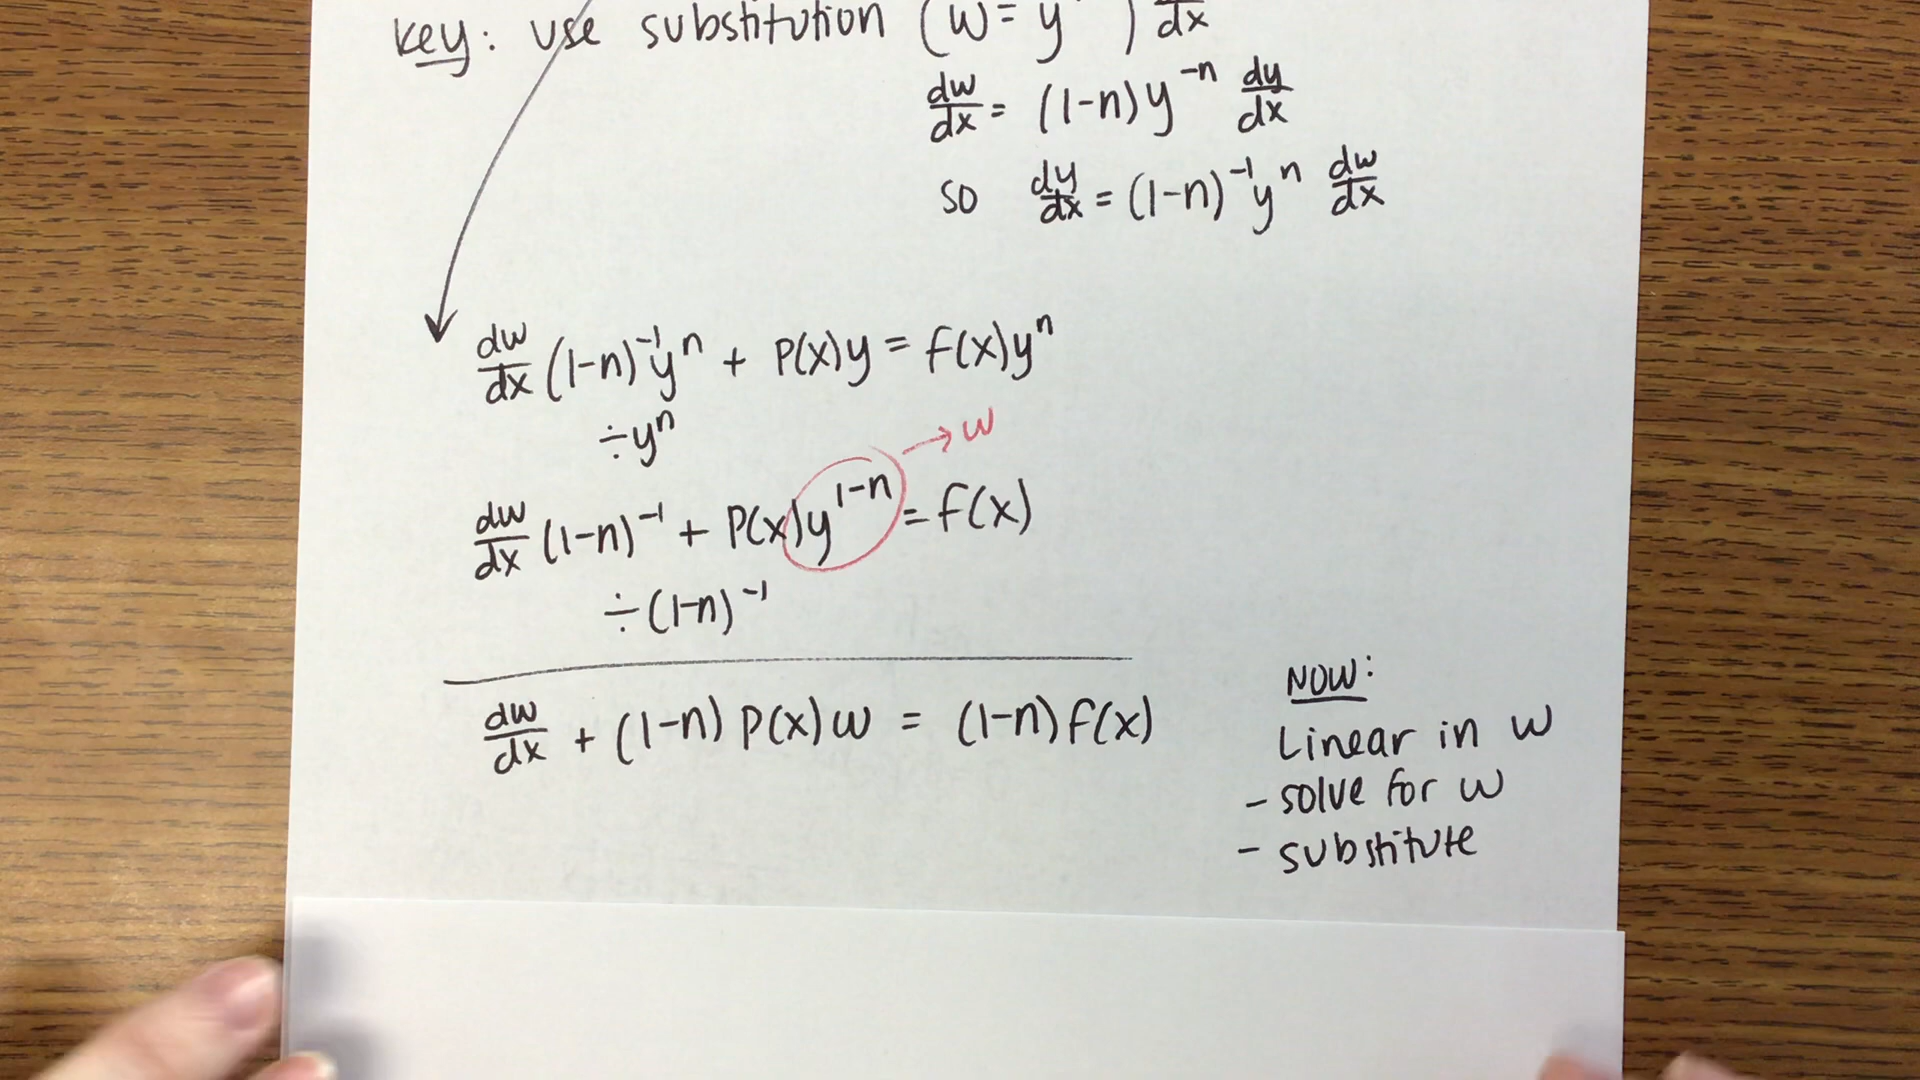 key: use substitution (w = y ) d/dx
dw/dx = (1-n)y^-n dy/dx
so dy/dx = (1-n)^-1 y^n dw/dx
dw/dx (1-n)^-1 y^n + P(x)y = f(x)y^n
÷y^n
→ w
dw/dx (1-n)^-1 + P(x)y^1-n = f(x)
÷(1-n)^-1
dw/dx + (1-n) P(x)w = (1-n)f(x)
NOW:
Linear in w
- solve for w
- substitute